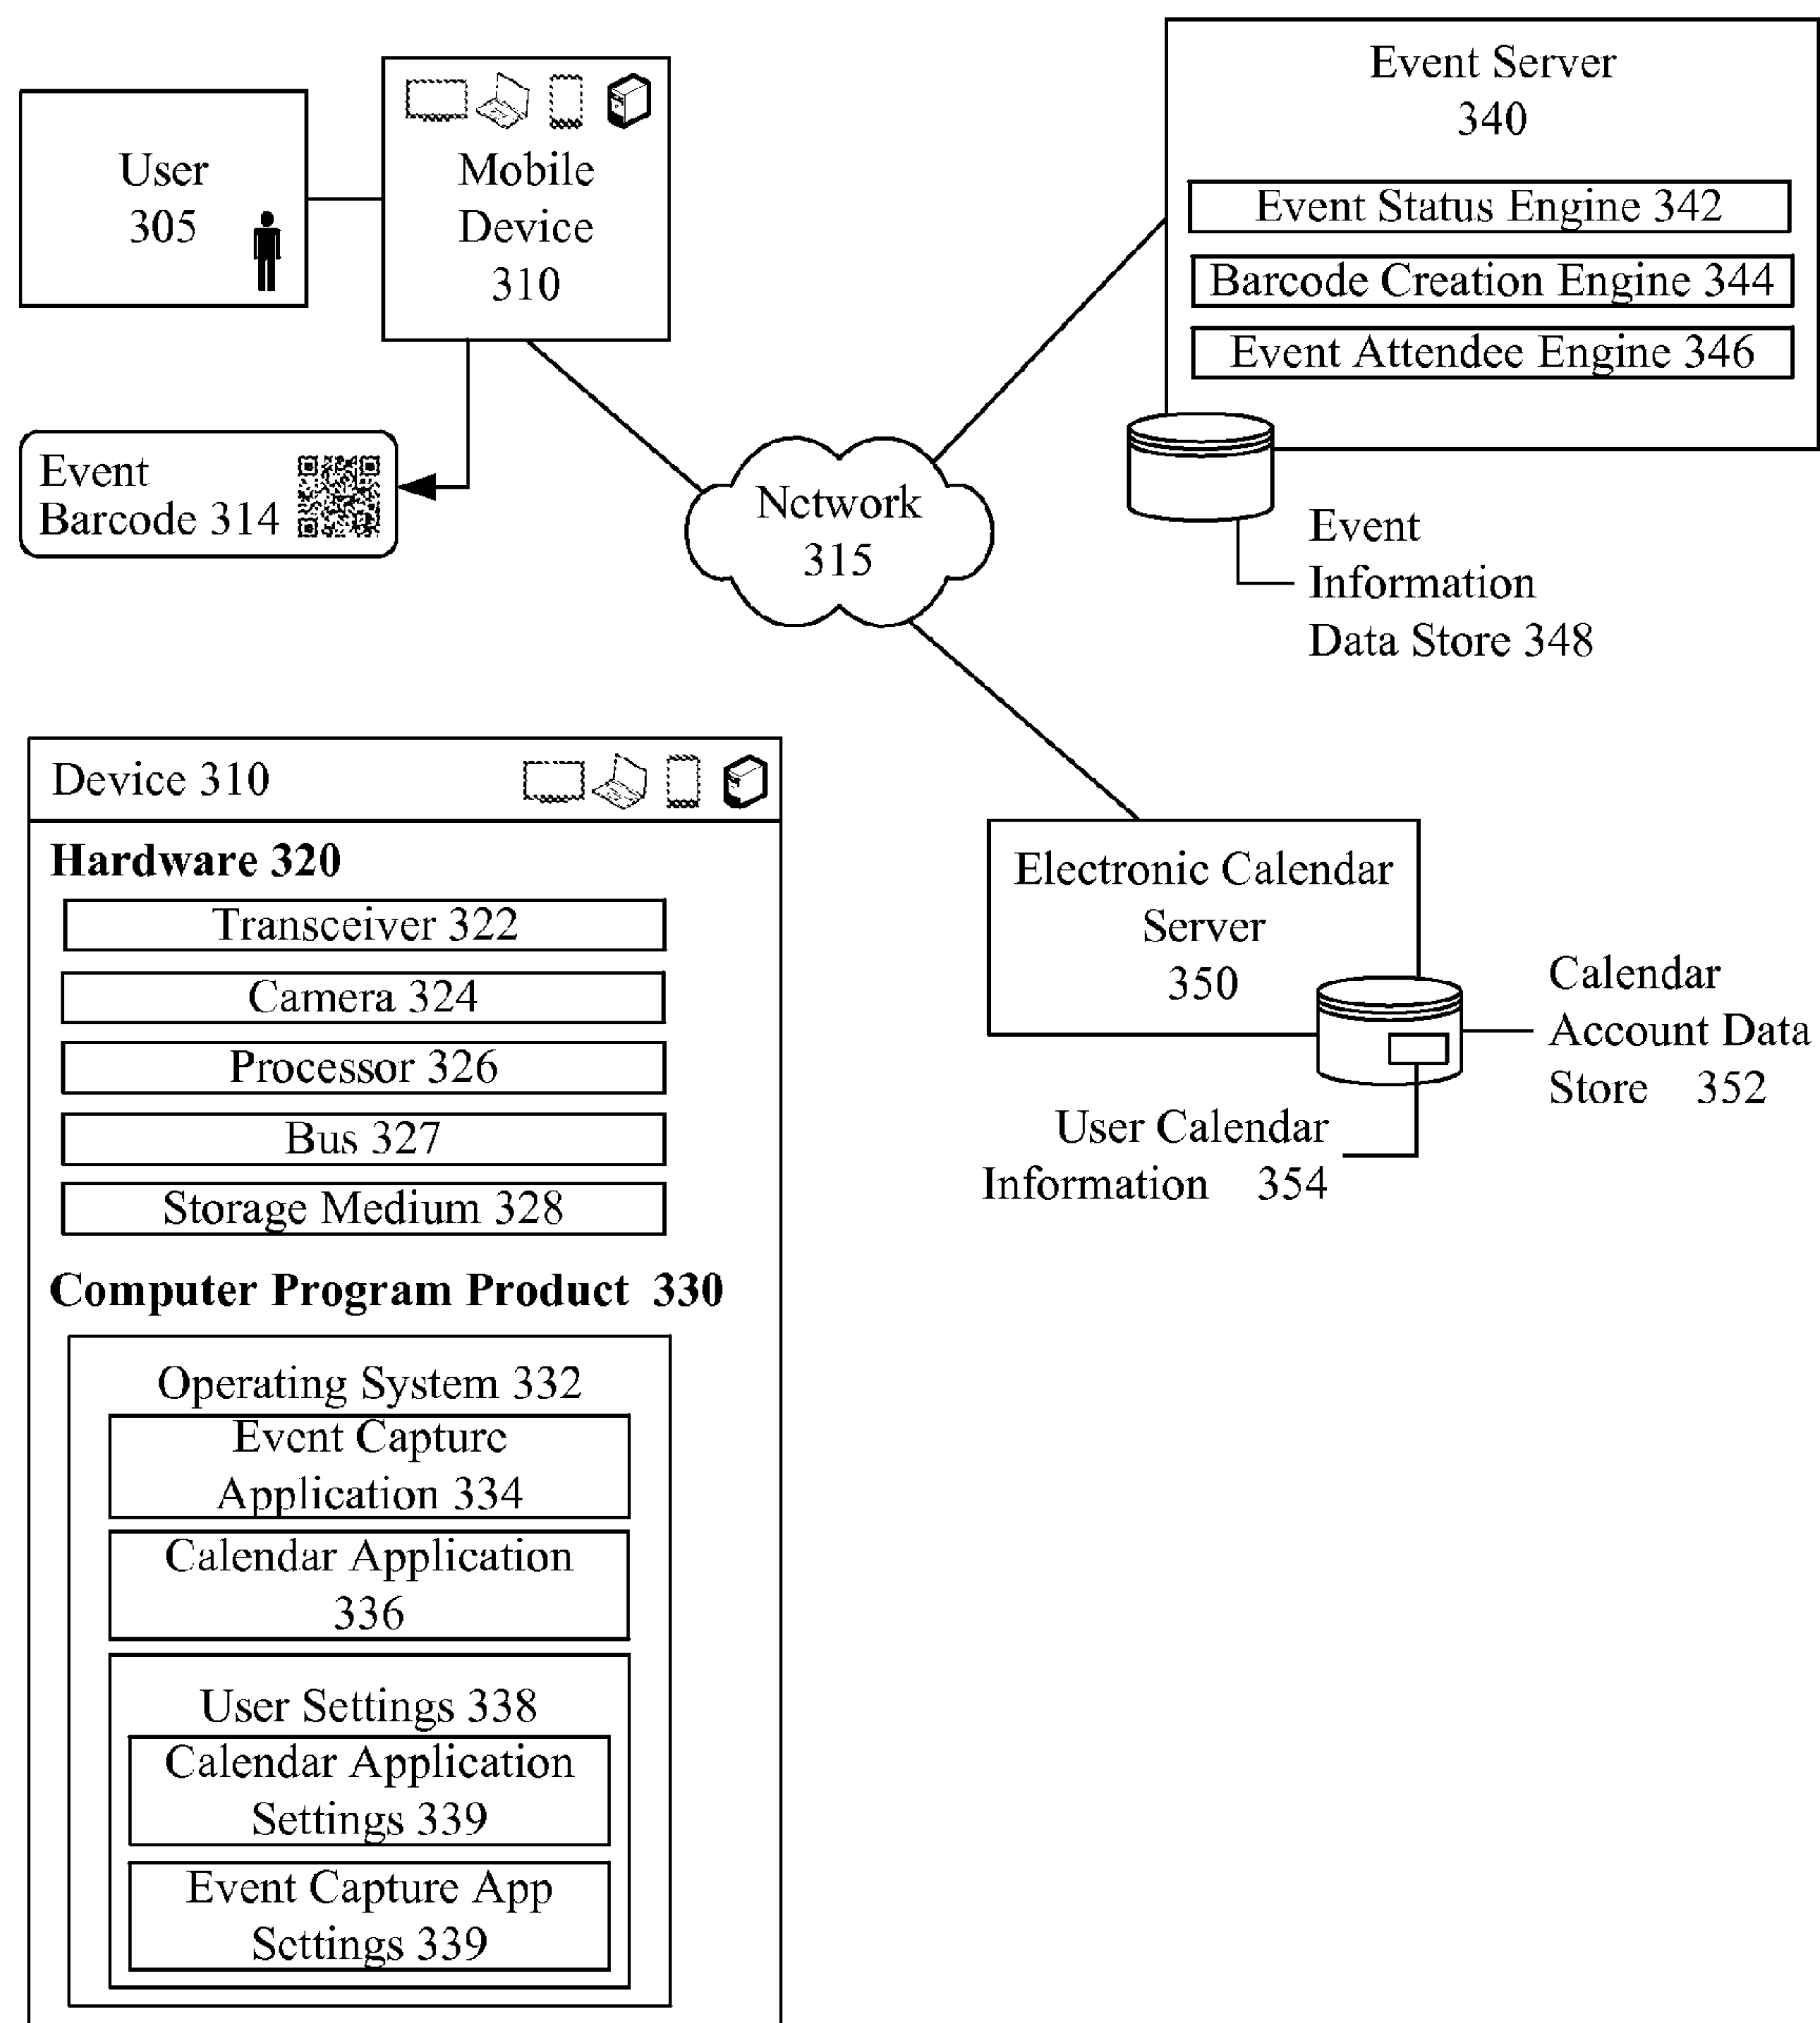 User
305
Mobile
Device
310
Event Server
340
Event Status Engine 342
Barcode Creation Engine 344
Event Attendee Engine 346
Event
Barcode 314
Network
315
Event
Information
Data Store 348
Device 310
Hardware 320
Transceiver 322
Camera 324
Processor 326
Bus 327
Storage Medium 328
Computer Program Product 330
Operating System 332
Event Capture
Application 334
Calendar Application
336
User Settings 338
Calendar Application
Settings 339
Event Capture App
Settings 339
Electronic Calendar
Server
350
Calendar
Account Data
Store 352
User Calendar
Information 354